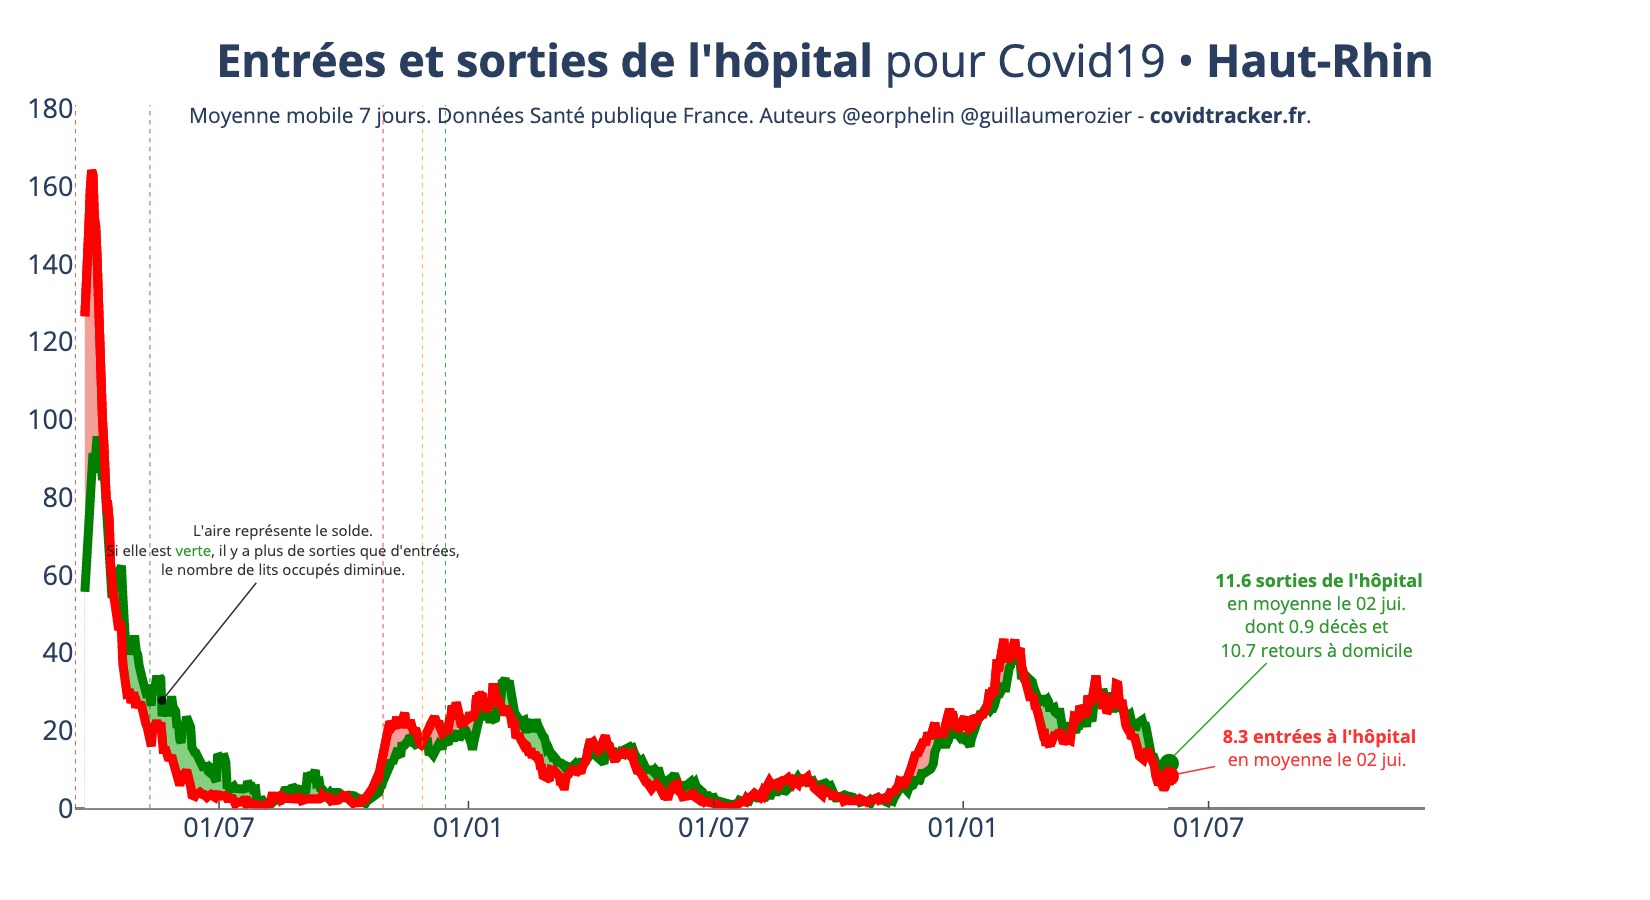 Entrées et sorties de l'hôpital pour Covid19 • Haut-Rhin
Moyenne mobile 7 jours. Données Santé publique France. Auteurs @eorphelin @guillaumerozier - covidtracker.fr.
180
160
140
120
100
80
60
40
20
0
L'aire représente le solde.
Si elle est verte, il y a plus de sorties que d'entrées,
le nombre de lits occupés diminue.
11.6 sorties de l'hôpital
en moyenne le 02 jui.
dont 0.9 décès et
10.7 retours à domicile
8.3 entrées à l'hôpital
en moyenne le 02 jui.
01/07
01/01
01/07
01/01
01/07